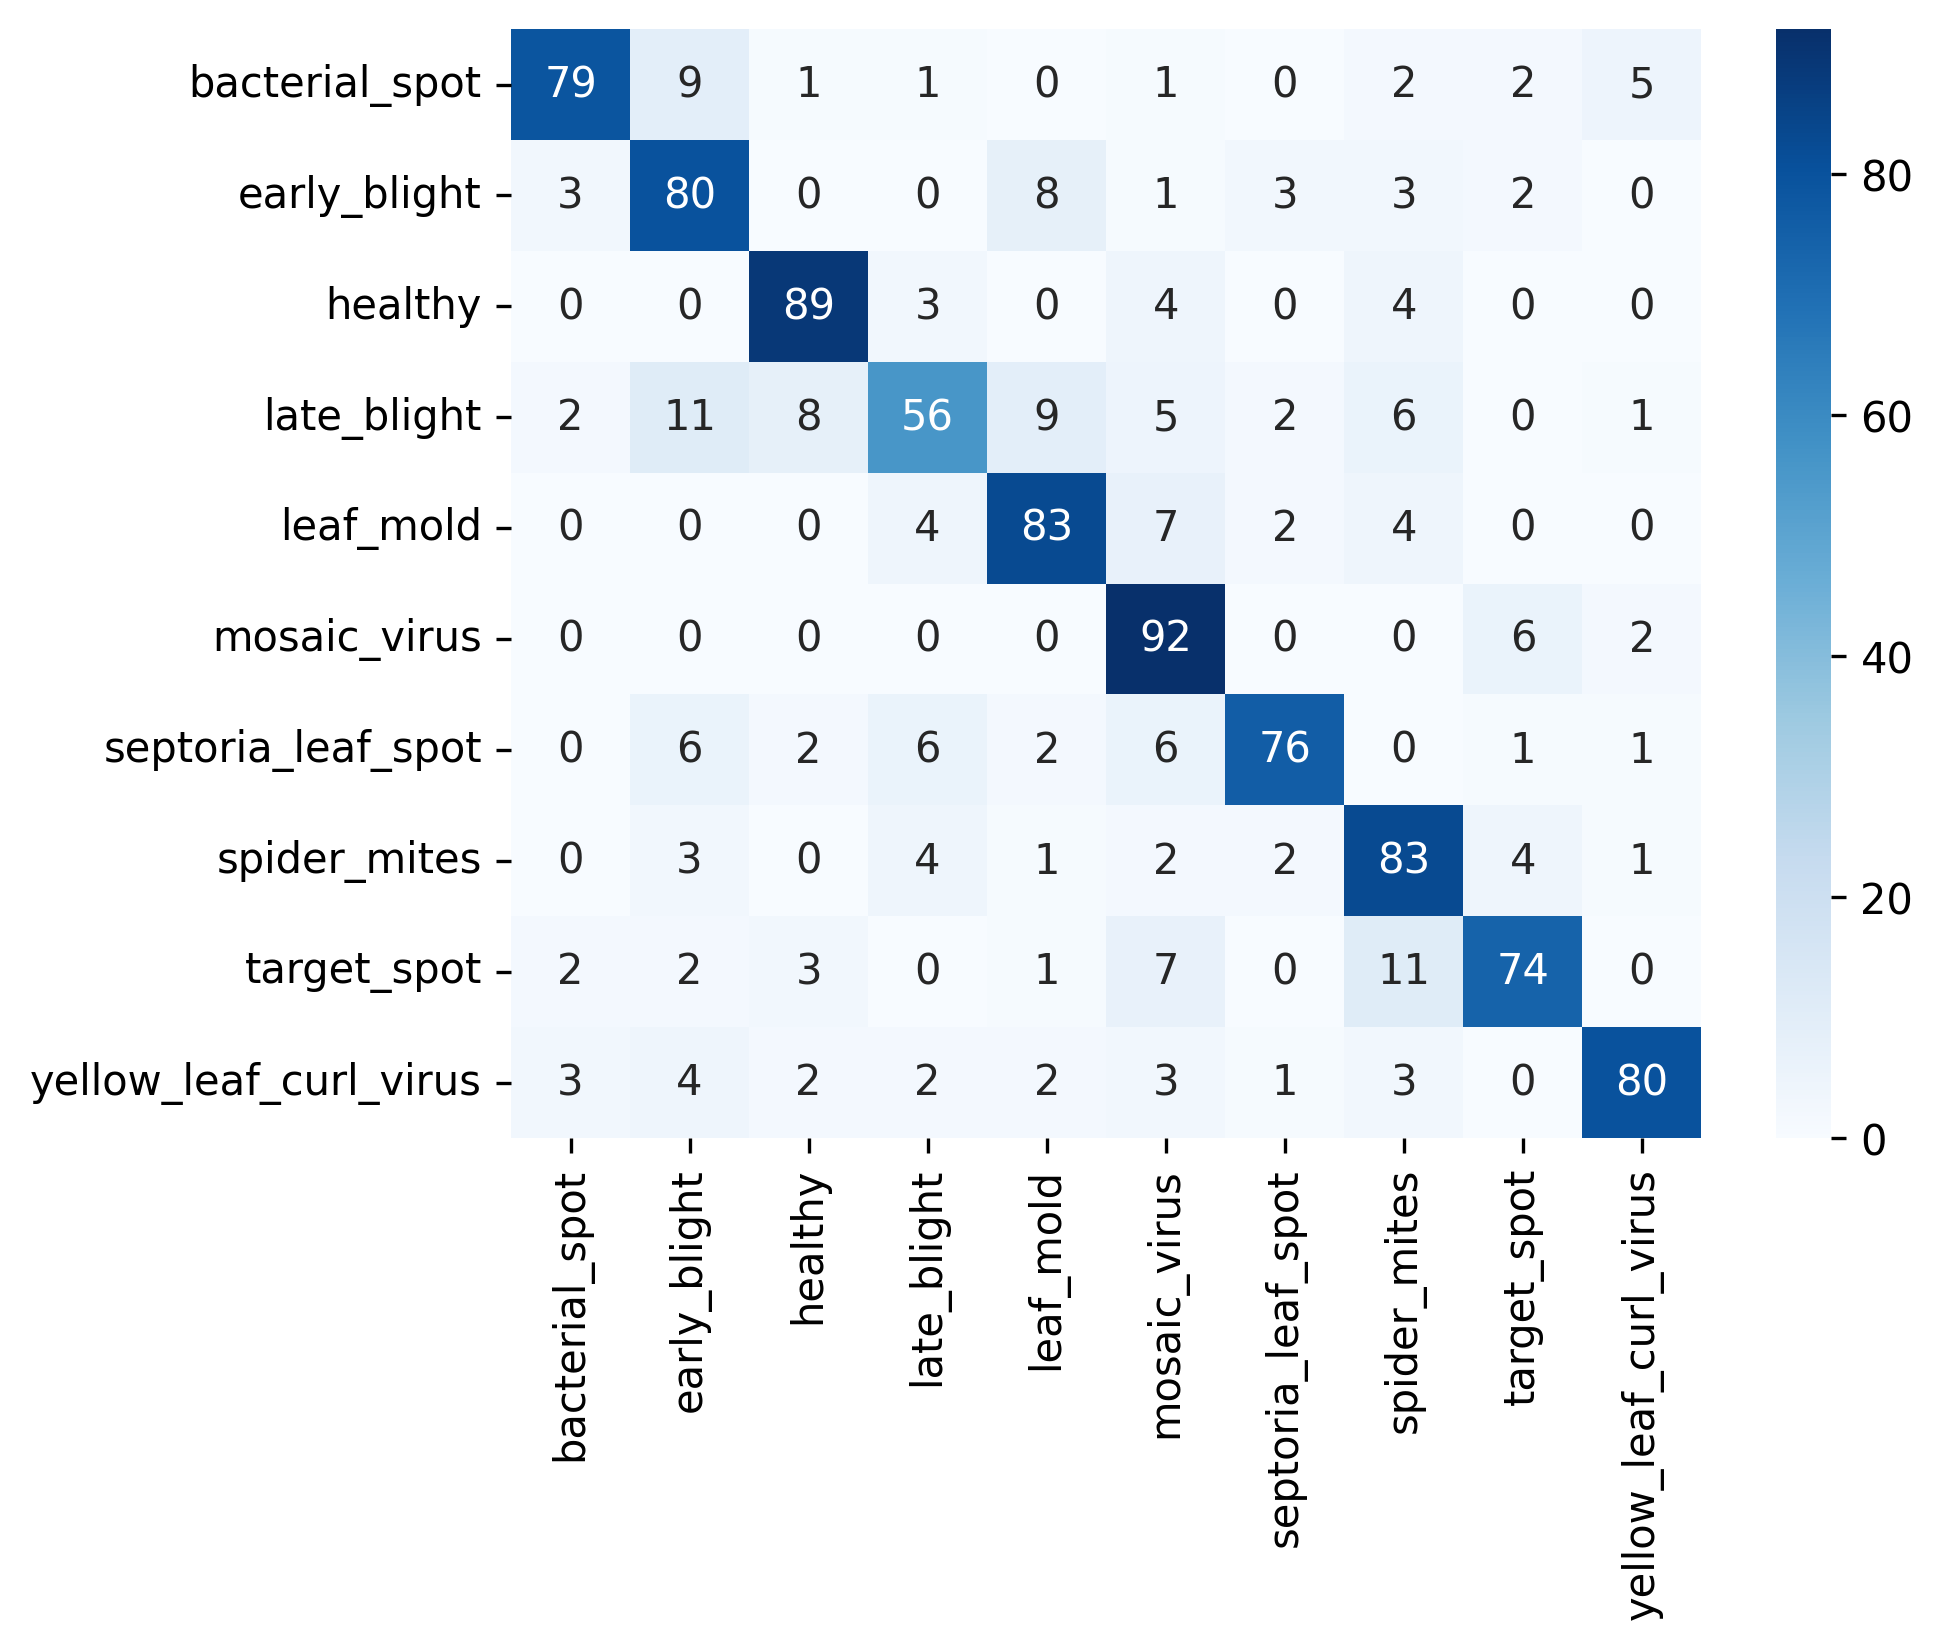 bacterial_spot 79 9 1 1 0 1 0 2 2 5
early_blight 3 80 0 0 8 1 3 3 2 0
healthy 0 0 89 3 0 4 0 4 0 0
late_blight 2 11 8 56 9 5 2 6 0 1
leaf_mold 0 0 0 4 83 7 2 4 0 0
mosaic_virus 0 0 0 0 0 92 0 0 6 2
septoria_leaf_spot 0 6 2 6 2 6 76 0 1 1
spider_mites 0 3 0 4 1 2 2 83 4 1
target_spot 2 2 3 0 1 7 0 11 74 0
yellow_leaf_curl_virus 3 4 2 2 2 3 1 3 0 80
bacterial_spot
early_blight
healthy
late_blight
leaf_mold
mosaic_virus
septoria_leaf_spot
spider_mites
target_spot
yellow_leaf_curl_virus
80
60
40
20
0